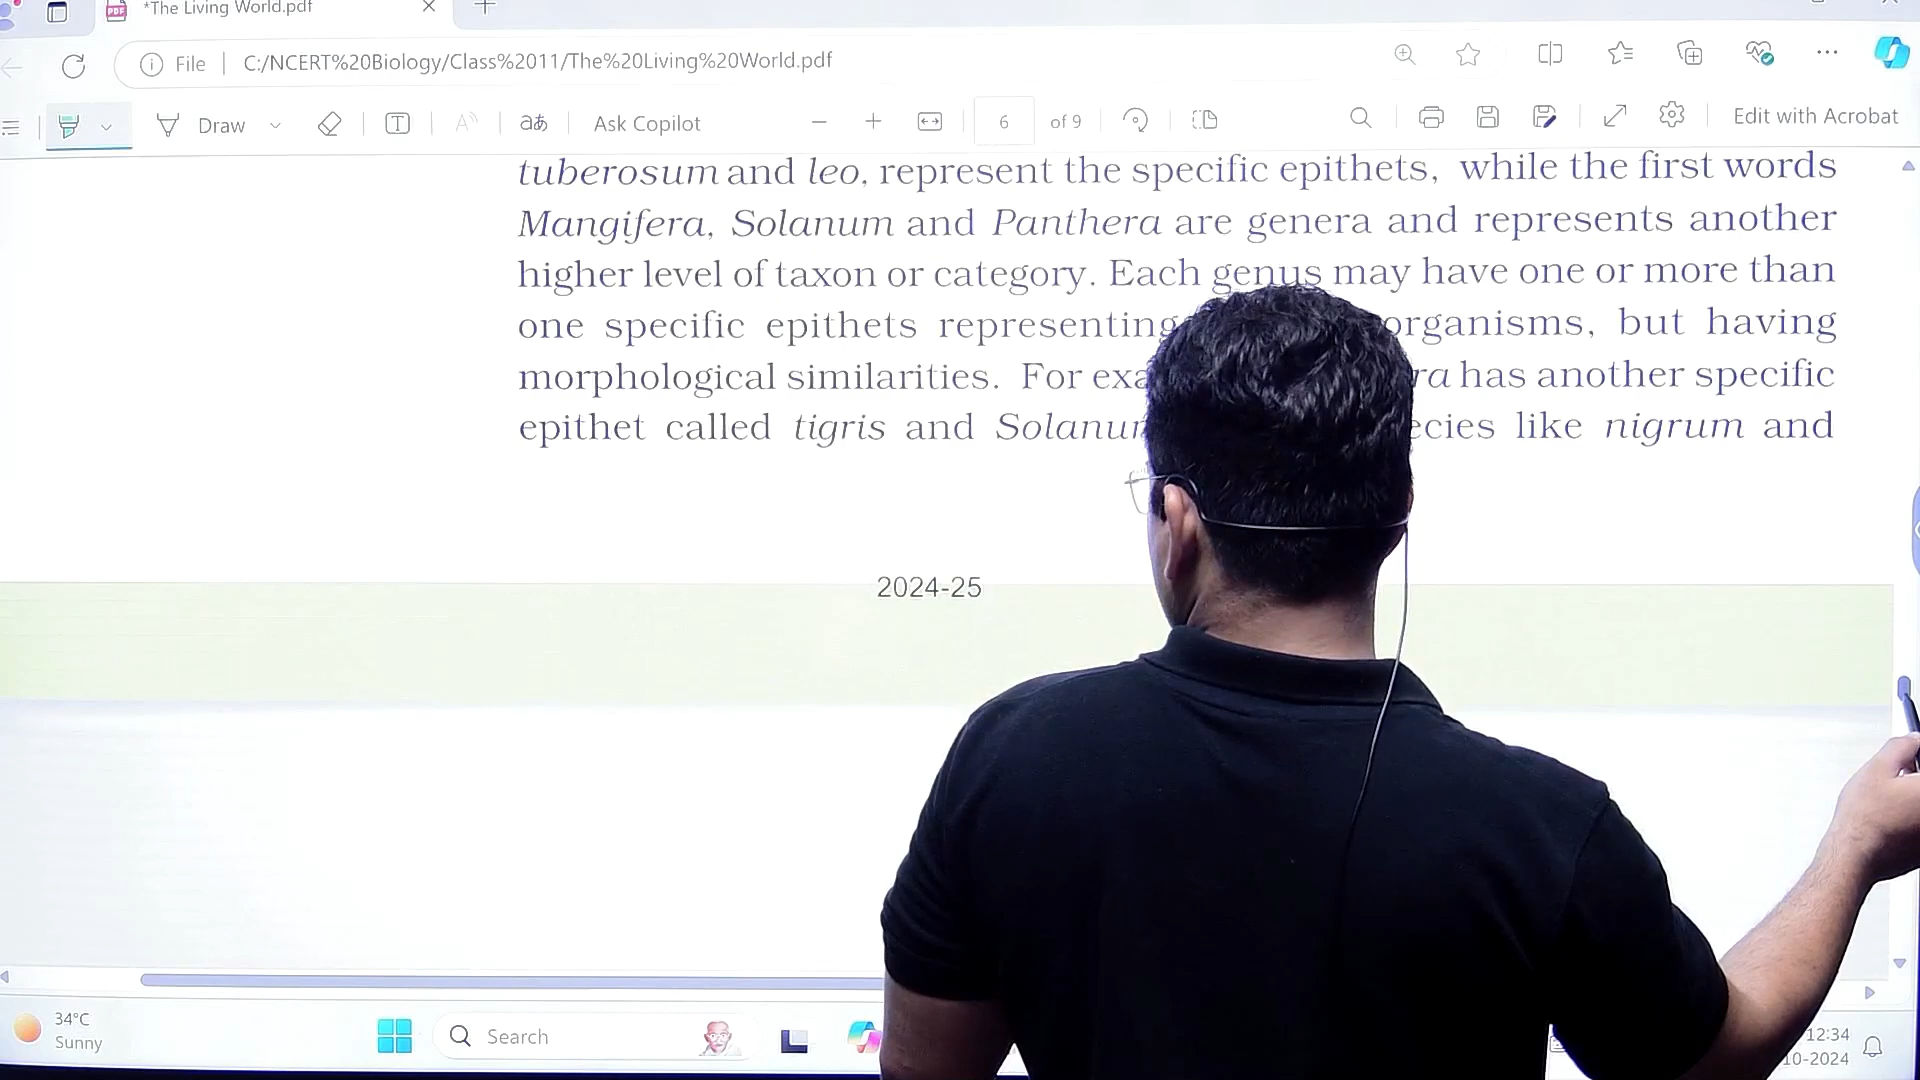 *The Living World.pdf
File C:/NCERT%20Biology/Class%2011/The%20Living%20World.pdf
Draw aあ Ask Copilot 6 of 9 Edit with Acrobat
tuberosum and leo, represent the specific epithets, while the first words
Mangifera, Solanum and Panthera are genera and represents another
higher level of taxon or category. Each genus may have one or more than
one specific epithets representing organisms, but having
morphological similarities. For has another specific
epithet called tigris and like nigrum and
2024-25
34°C
Sunny
Search
12:34
10-2024